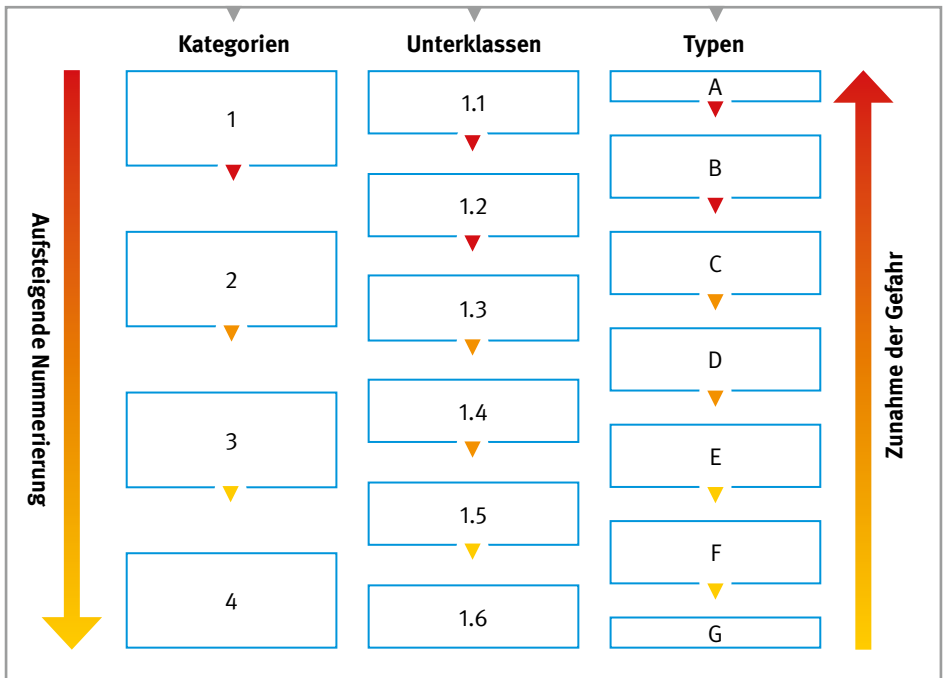 Kategorien
Unterklassen
Typen
Aufsteigende Nummerierung
1
2
3
4
1.1
1.2
1.3
1.4
1.5
1.6
A
B
C
D
E
F
G
Zunahme der Gefahr